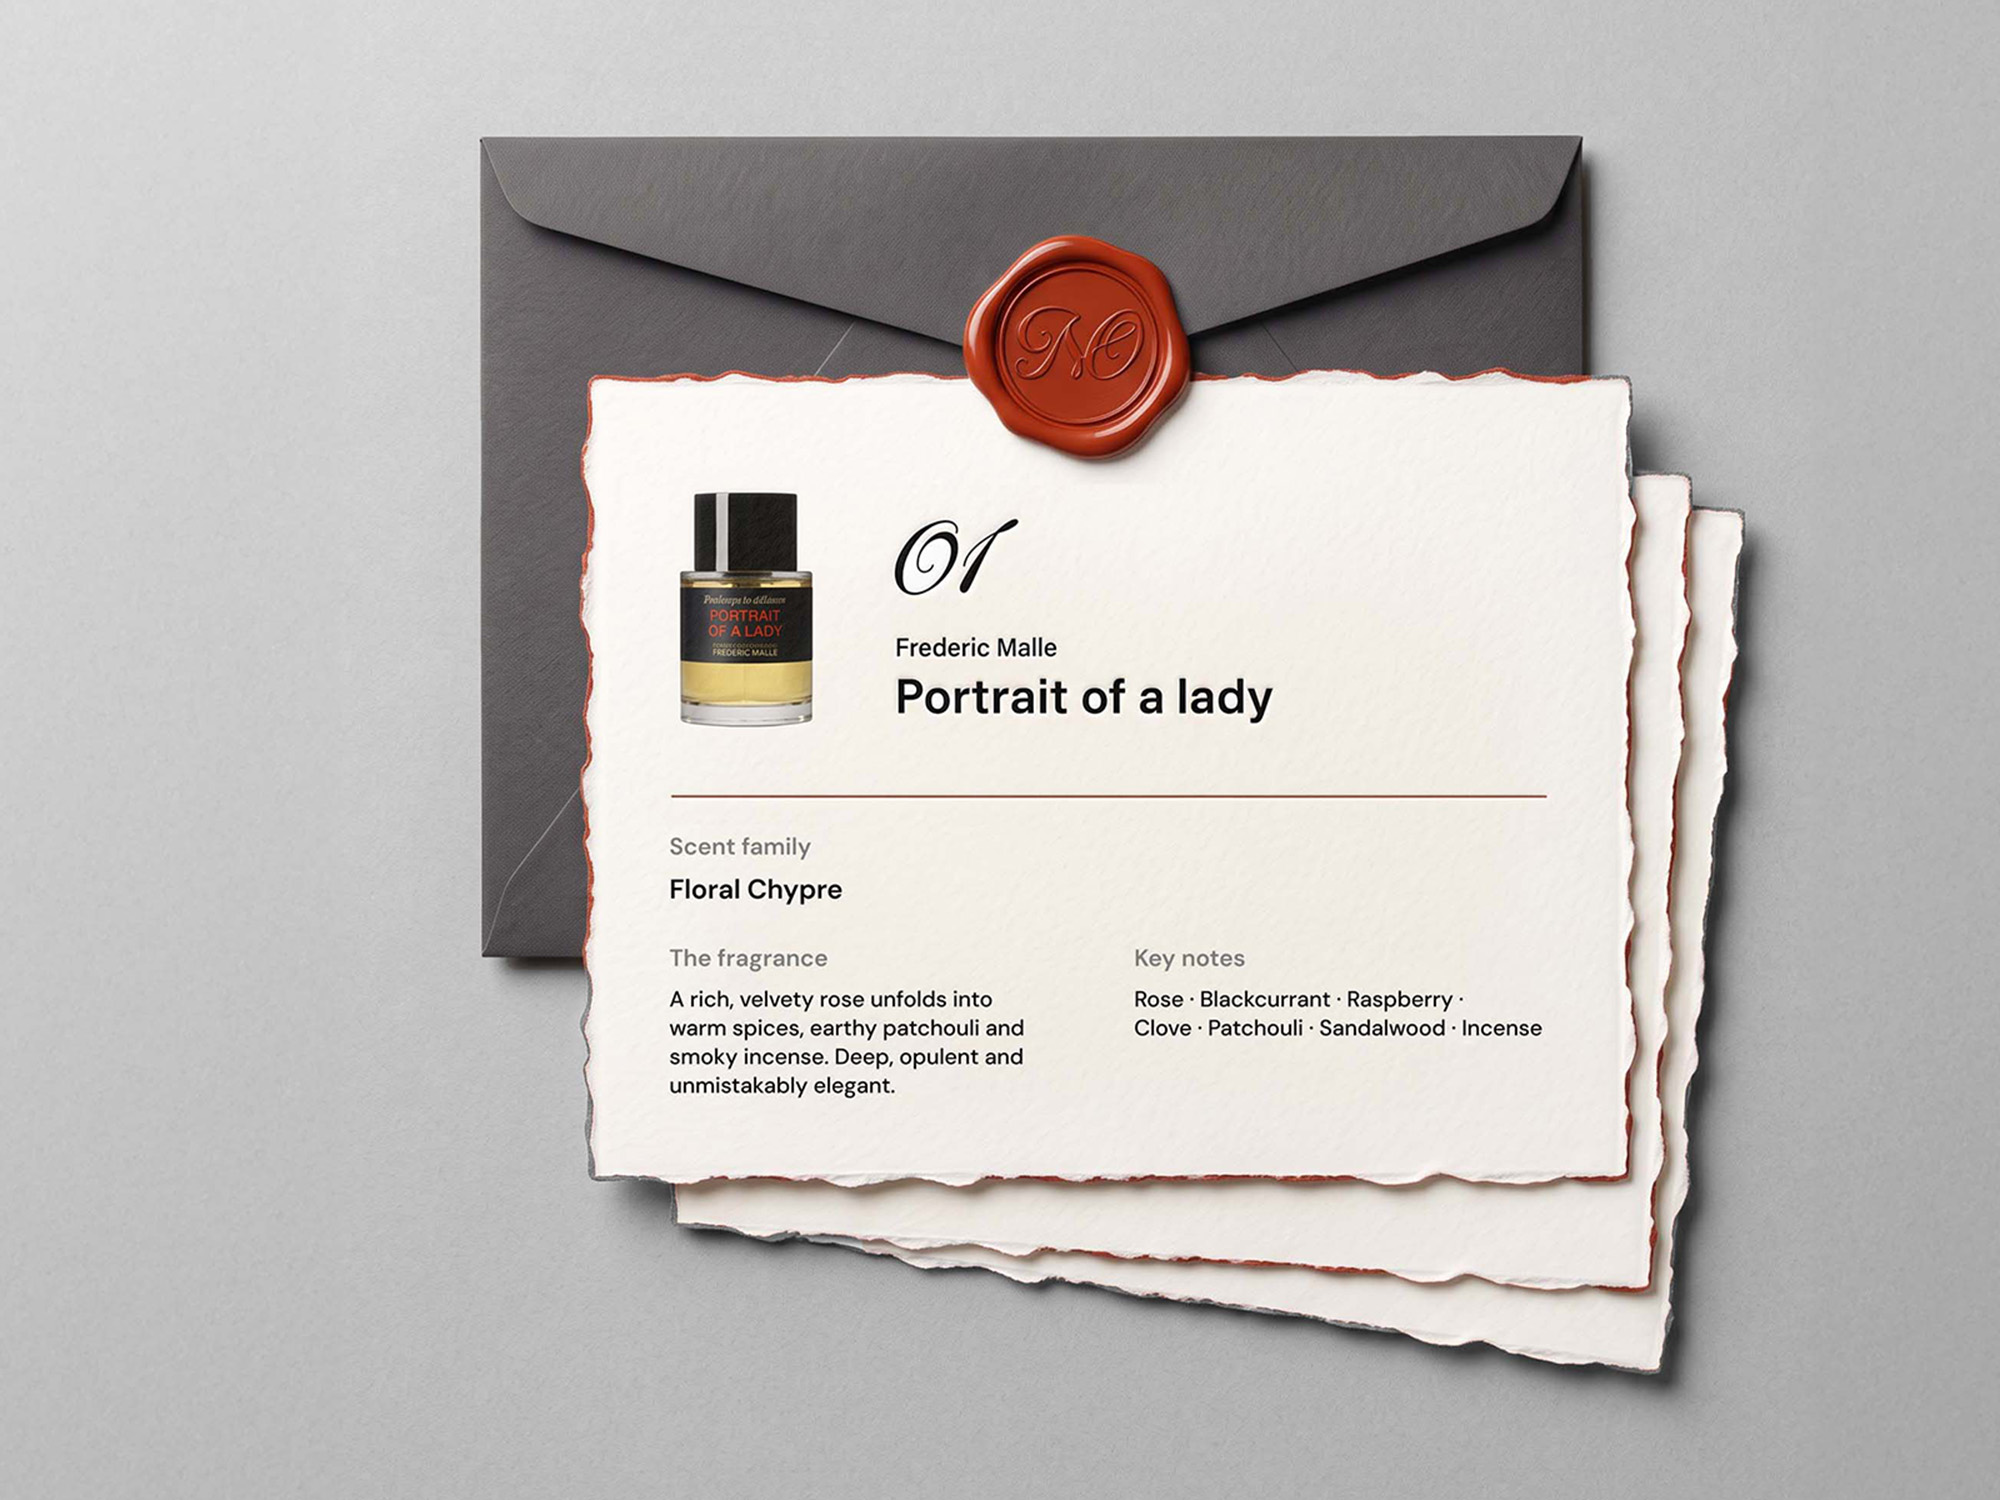 NO
01
PORTRAIT
OF A LADY
FREDERIC MALLE
Frederic Malle
Portrait of a lady
Scent family
Floral Chypre
The fragrance
A rich, velvety rose unfolds into
warm spices, earthy patchouli and
smoky incense. Deep, opulent and
unmistakably elegant.
Key notes
Rose · Blackcurrant · Raspberry ·
Clove · Patchouli · Sandalwood · Incense